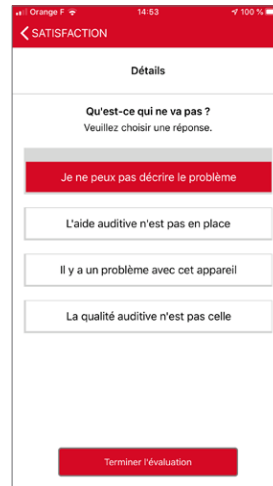 Orange F 14:53 100 %
SATISFACTION
Détails
Qu'est-ce qui ne va pas ?
Veuillez choisir une réponse.
Je ne peux pas décrire le problème
L'aide auditive n'est pas en place
Il y a un problème avec cet appareil
La qualité auditive n'est pas celle
Terminer l'évaluation